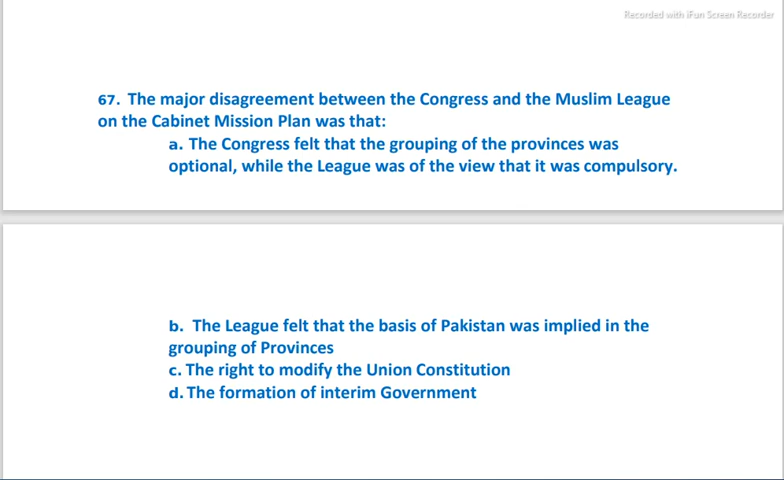 Recorded with iFun Screen Recorder
67. The major disagreement between the Congress and the Muslim League
on the Cabinet Mission Plan was that:
a. The Congress felt that the grouping of the provinces was
optional, while the League was of the view that it was compulsory.
b. The League felt that the basis of Pakistan was implied in the
grouping of Provinces
c. The right to modify the Union Constitution
d. The formation of interim Government